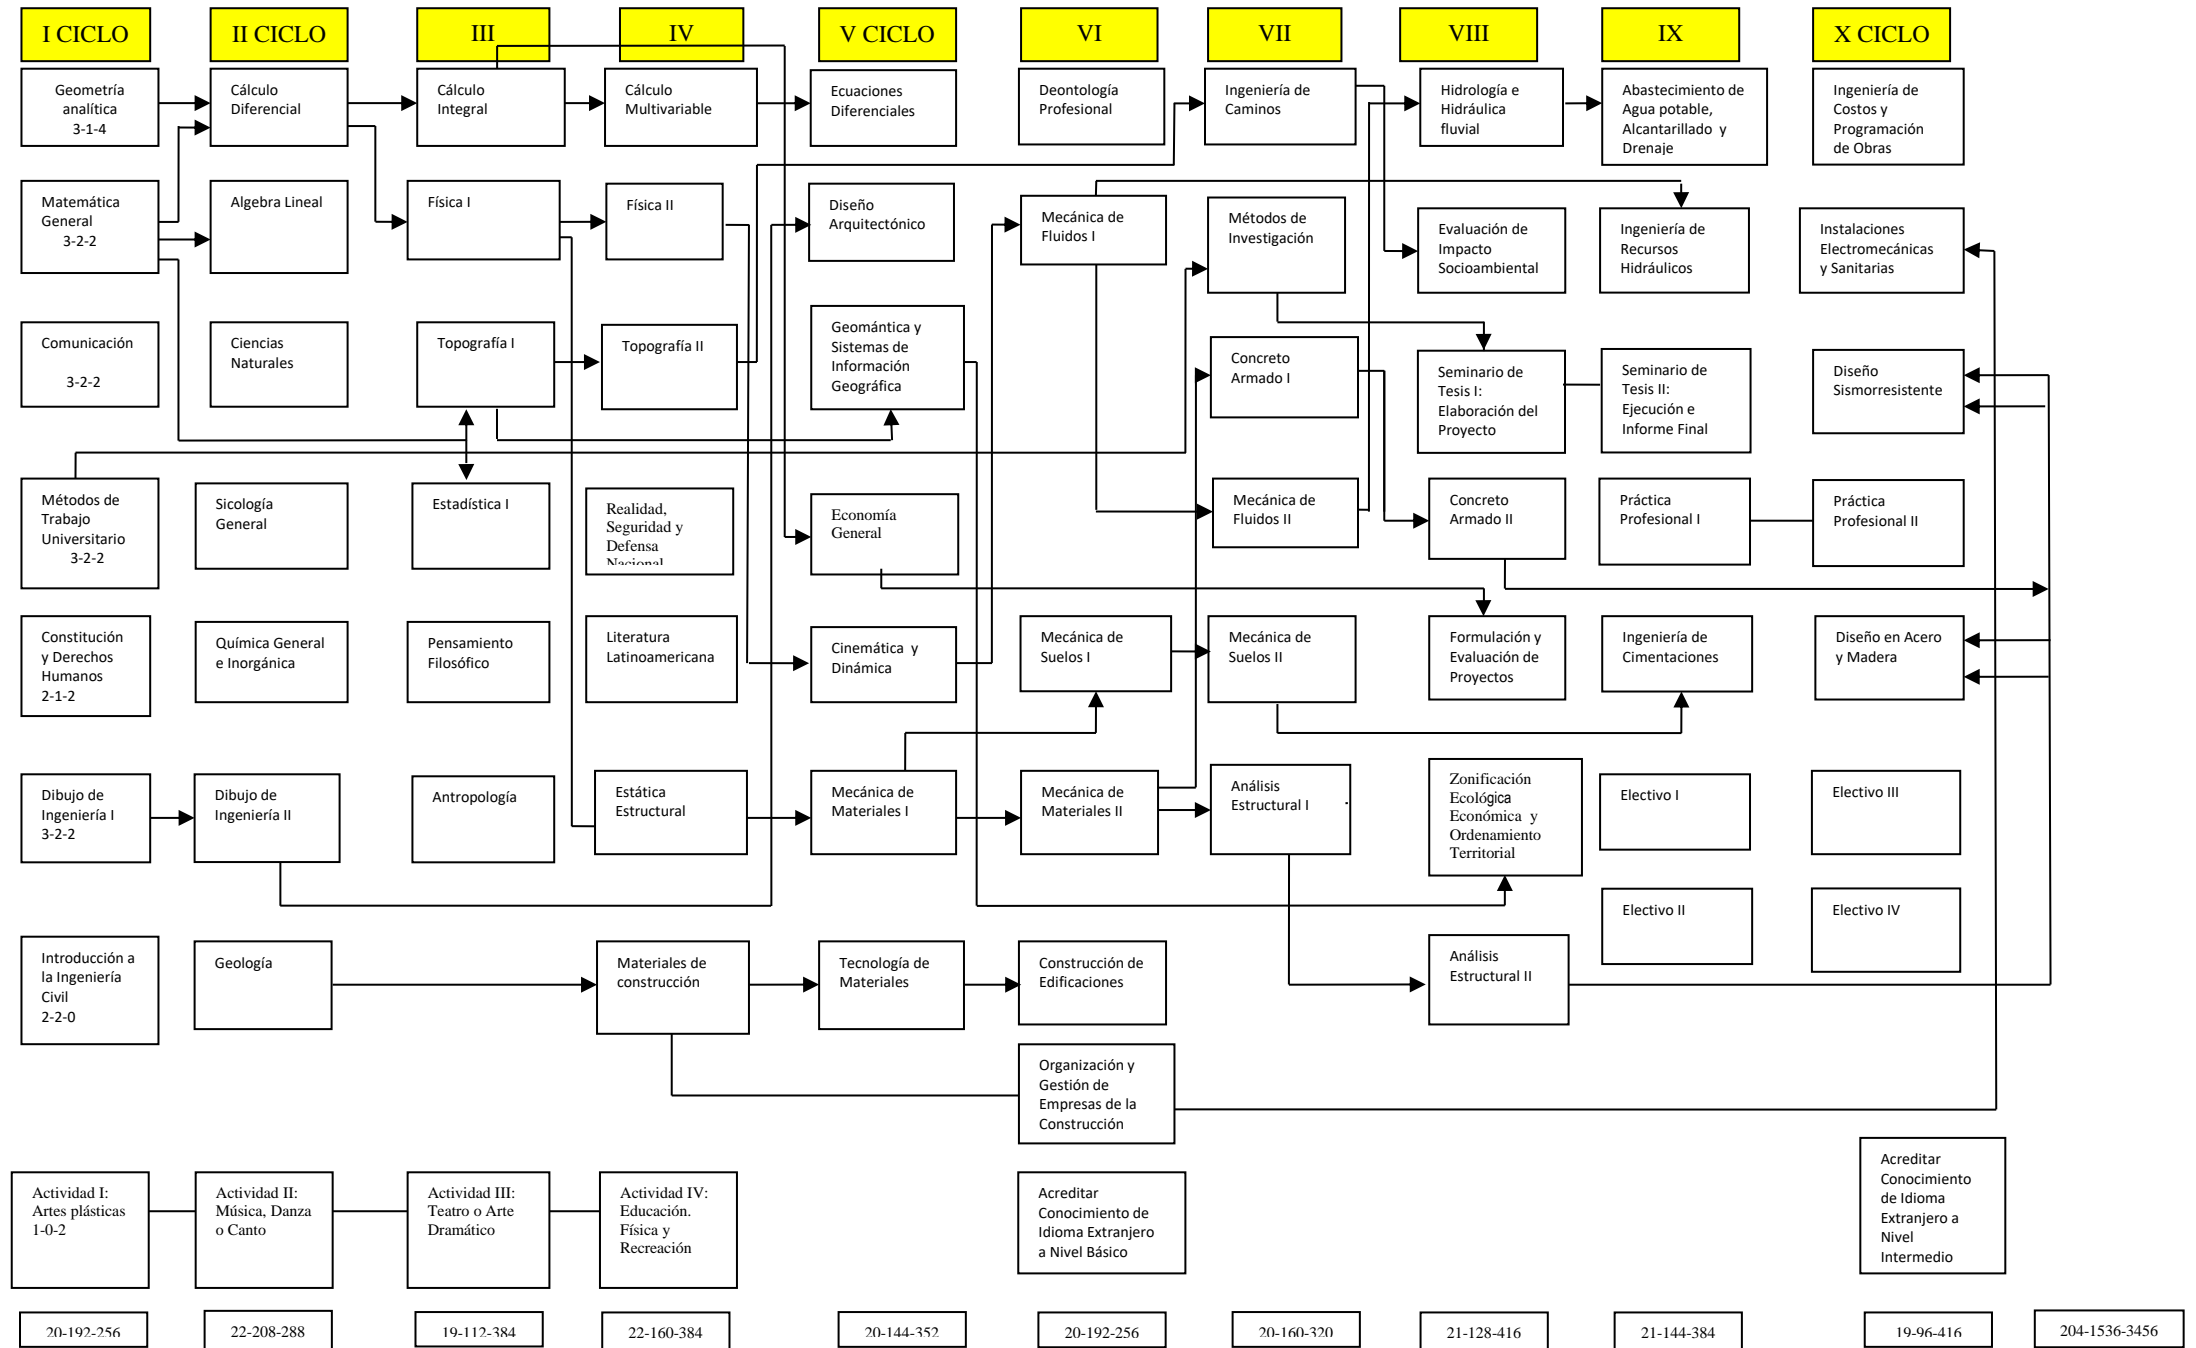 I CICLO
II CICLO
III
IV
V CICLO
VI
VII
VIII
IX
X CICLO
Geometría
analítica
3-1-4
Cálculo
Diferencial
Cálculo
Integral
Cálculo
Multivariable
Ecuaciones
Diferenciales
Deontología
Profesional
Ingeniería de
Caminos
Hidrología e
Hidráulica
fluvial
Abastecimiento de
Agua potable,
Alcantarillado y
Drenaje
Ingeniería de
Costos y
Programación
de Obras
Matemática
General
3-2-2
Algebra Lineal
Física I
Física II
Diseño
Arquitectónico
Mecánica de
Fluidos I
Métodos de
Investigación
Evaluación de
Impacto
Socioambiental
Ingeniería de
Recursos
Hidráulicos
Instalaciones
Electromecánicas
y Sanitarias
Comunicación
3-2-2
Ciencias
Naturales
Topografía I
Topografía II
Geomántica y
Sistemas de
Información
Geográfica
Concreto
Armado I
Seminario de
Tesis I:
Elaboración del
Proyecto
Seminario de
Tesis II:
Ejecución e
Informe Final
Diseño
Sismorresistente
Métodos de
Trabajo
Universitario
3-2-2
Sicología
General
Estadística I
Realidad,
Seguridad y
Defensa
Nacional
Economía
General
Mecánica de
Fluidos II
Concreto
Armado II
Práctica
Profesional I
Práctica
Profesional II
Constitución
y Derechos
Humanos
2-1-2
Química General
e Inorgánica
Pensamiento
Filosófico
Literatura
Latinoamericana
Cinemática y
Dinámica
Mecánica de
Suelos I
Mecánica de
Suelos II
Formulación y
Evaluación de
Proyectos
Ingeniería de
Cimentaciones
Diseño en Acero
y Madera
Dibujo de
Ingeniería I
3-2-2
Dibujo de
Ingeniería II
Antropología
Estática
Estructural
Mecánica de
Materiales I
Mecánica de
Materiales II
Análisis
Estructural I
Zonificación
Ecológica
Económica y
Ordenamiento
Territorial
Electivo I
Electivo III
Electivo II
Electivo IV
Introducción a
la Ingeniería
Civil
2-2-0
Geología
Materiales de
construcción
Tecnología de
Materiales
Construcción de
Edificaciones
Análisis
Estructural II
Organización y
Gestión de
Empresas de la
Construcción
Actividad I:
Artes plásticas
1-0-2
Actividad II:
Música, Danza
o Canto
Actividad III:
Teatro o Arte
Dramático
Actividad IV:
Educación.
Física y
Recreación
Acreditar
Conocimiento de
Idioma Extranjero
a Nivel Básico
Acreditar
Conocimiento
de Idioma
Extranjero a
Nivel
Intermedio
20-192-256
22-208-288
19-112-384
22-160-384
20-144-352
20-192-256
20-160-320
21-128-416
21-144-384
19-96-416
204-1536-3456